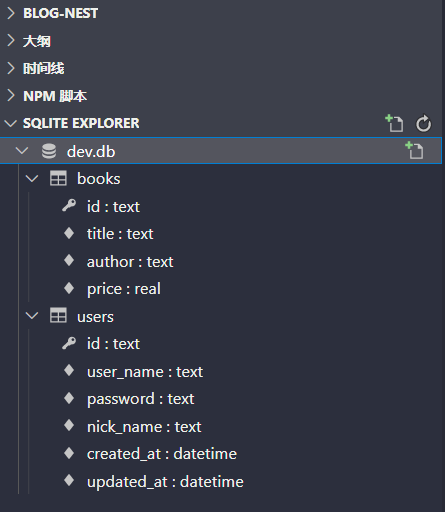 BLOG-NEST
大纲
时间线
NPM 脚本
SQLITE EXPLORER
dev.db
books
id : text
title : text
author : text
price : real
users
id : text
user_name : text
password : text
nick_name : text
created_at : datetime
updated_at : datetime